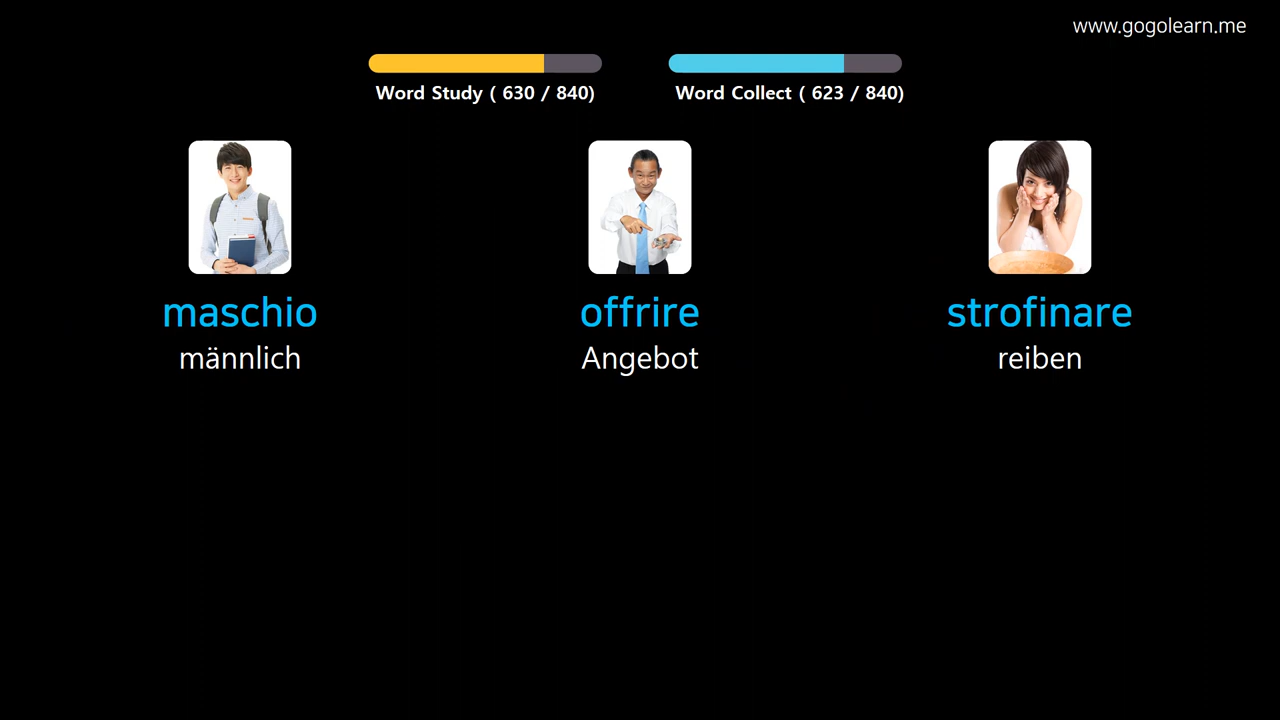 www.gogolearn.me
Word Study ( 630 / 840)
Word Collect ( 623 / 840)
maschio
männlich
offrire
Angebot
strofinare
reiben